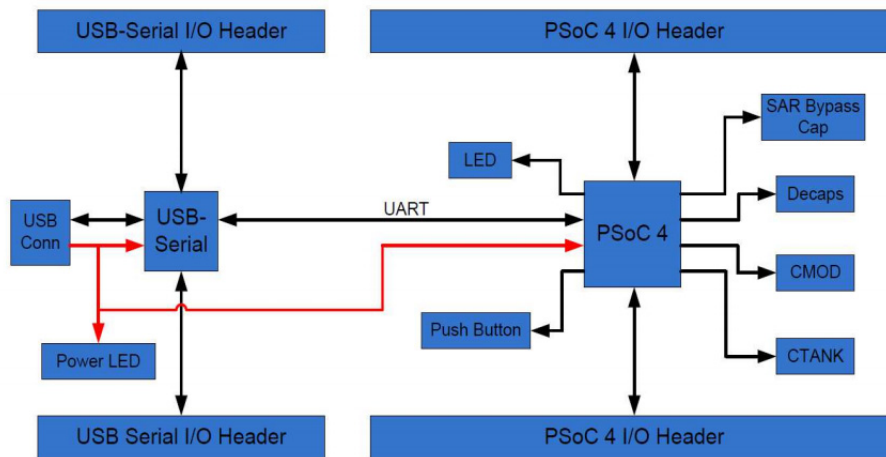 USB-Serial I/O Header
PSoC 4 I/O Header
SAR Bypass
Cap
LED
Decaps
USB
Conn
USB-
Serial
UART
PSoC 4
CMOD
Push Button
Power LED
CTANK
USB Serial I/O Header
PSoC 4 I/O Header